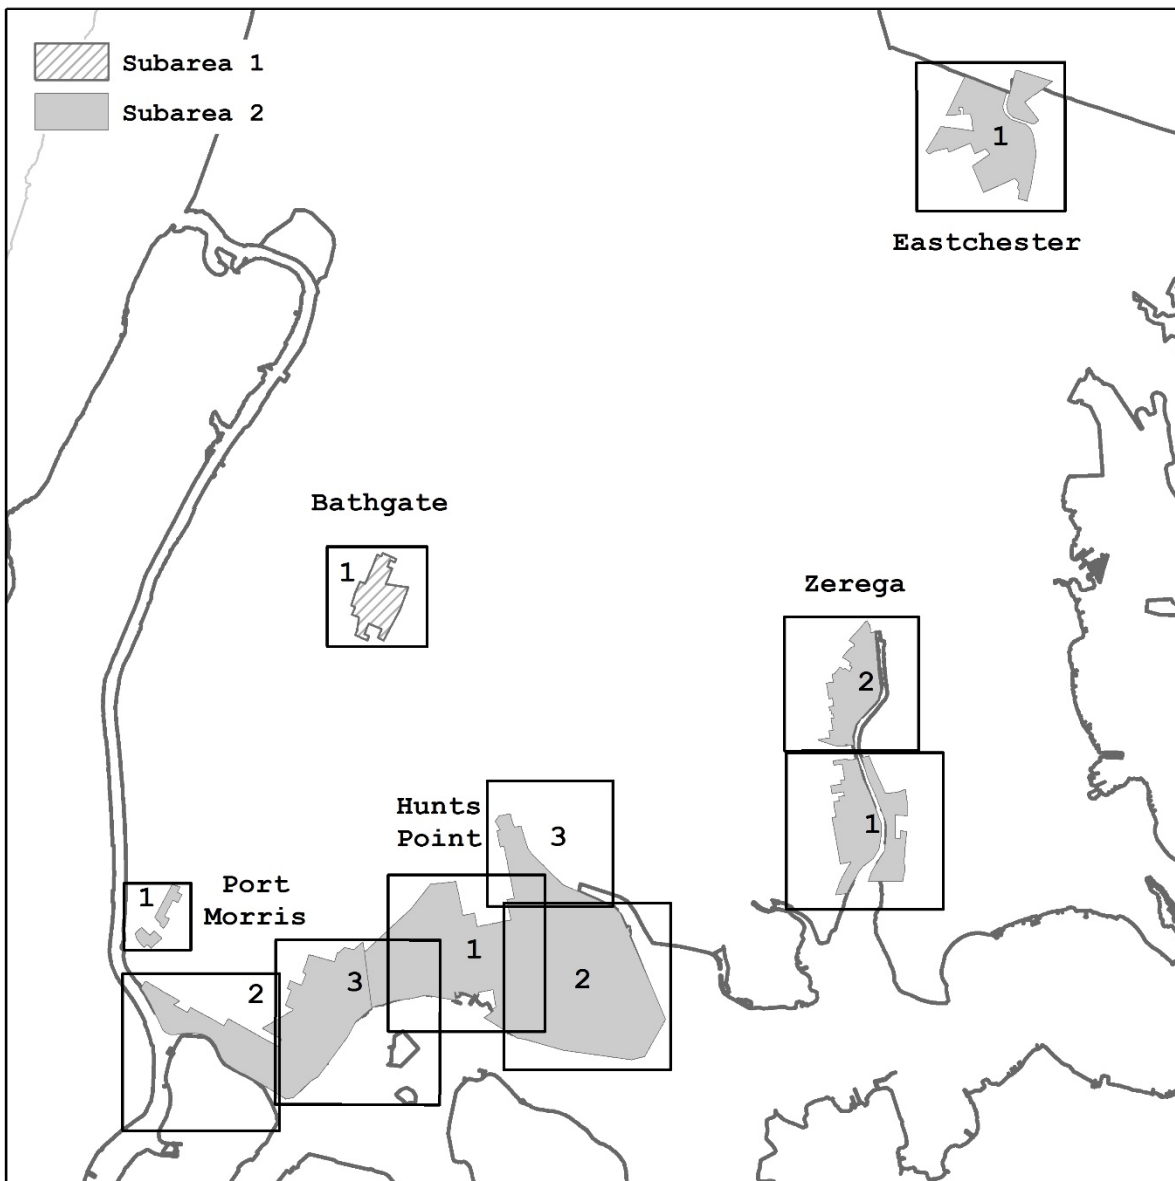 Subarea 1
Subarea 2
1
Eastchester
Bathgate
1
Zerega
2
1
Hunts
Point
3
1
2
Port
Morris
1
2
3